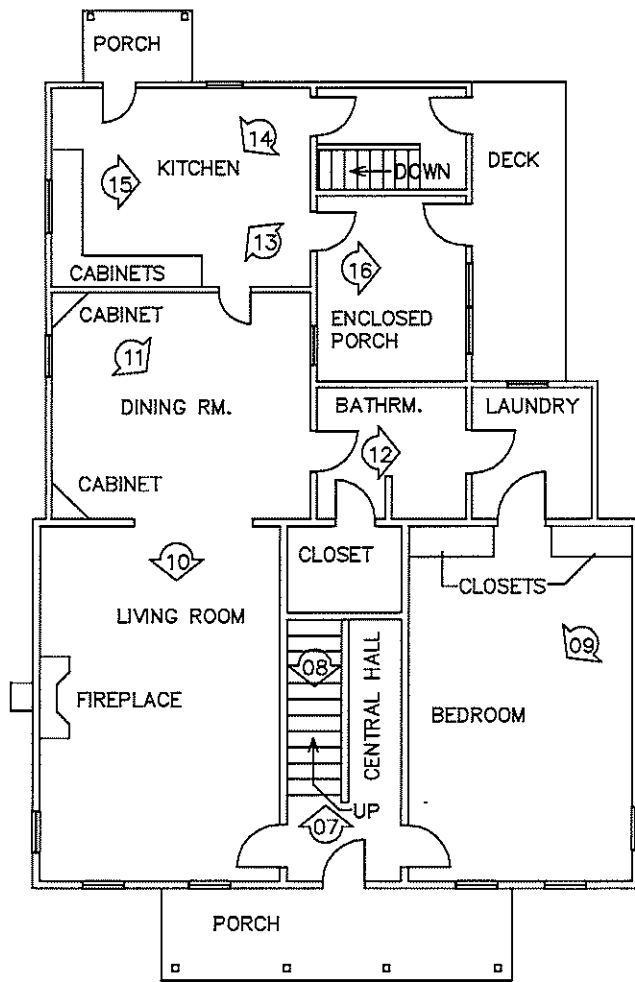 PORCH
14
KITCHEN
15
DOWN
DECK
13
CABINETS
16
CABINET
ENCLOSED
PORCH
11
DINING RM.
BATHRM.
LAUNDRY
12
CABINET
10
CLOSET
CLOSETS
LIVING ROOM
09
08
CENTRAL HALL
FIREPLACE
BEDROOM
UP
07
PORCH